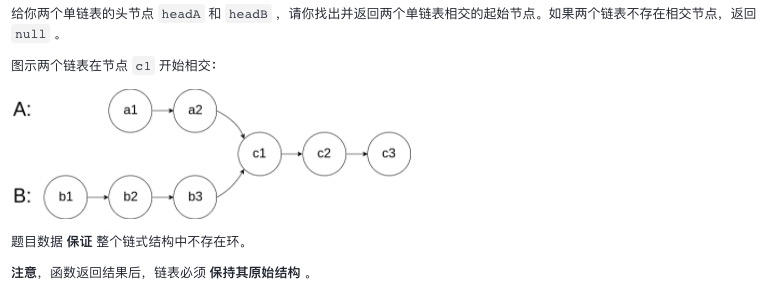 给你两个单链表的头节点 headA 和 headB ，请你找出并返回两个单链表相交的起始节点。如果两个链表不存在相交节点，返回
null 。
图示两个链表在节点 c1 开始相交：
A: a1 a2
c1 c2 c3
B: b1 b2 b3
题目数据 保证 整个链式结构中不存在环。
注意，函数返回结果后，链表必须 保持其原始结构 。